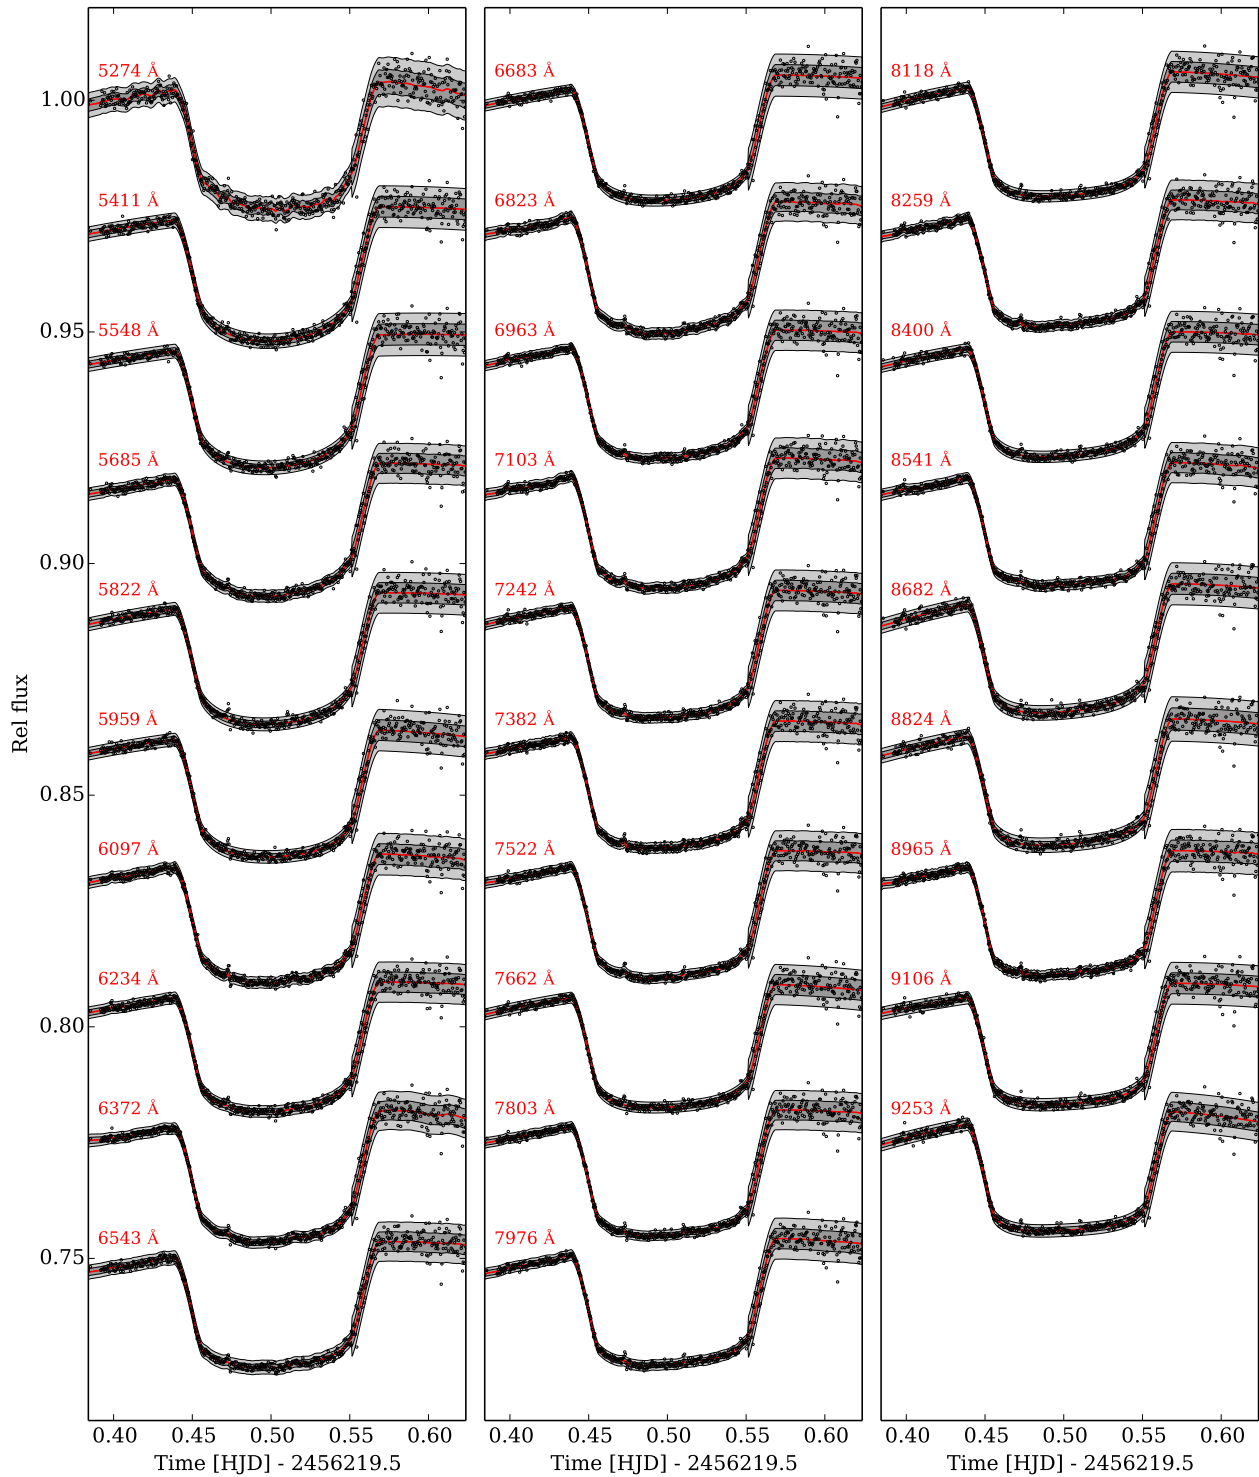 5274 Å
5411 Å
5548 Å
5685 Å
5822 Å
5959 Å
6097 Å
6234 Å
6372 Å
6543 Å
6683 Å
6823 Å
6963 Å
7103 Å
7242 Å
7382 Å
7522 Å
7662 Å
7803 Å
7976 Å
8118 Å
8259 Å
8400 Å
8541 Å
8682 Å
8824 Å
8965 Å
9106 Å
9253 Å
1.00
0.95
0.90
0.85
0.80
0.75
Rel flux
0.40 0.45 0.50 0.55 0.60
0.40 0.45 0.50 0.55 0.60
0.40 0.45 0.50 0.55 0.60
Time [HJD] - 2456219.5
Time [HJD] - 2456219.5
Time [HJD] - 2456219.5